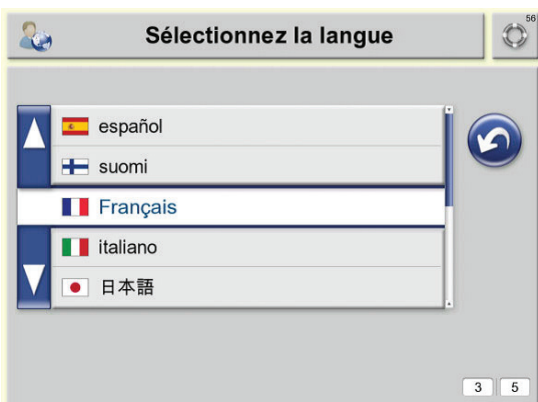 Sélectionnez la langue
56
español
suomi
Français
italiano
日本語
3 5